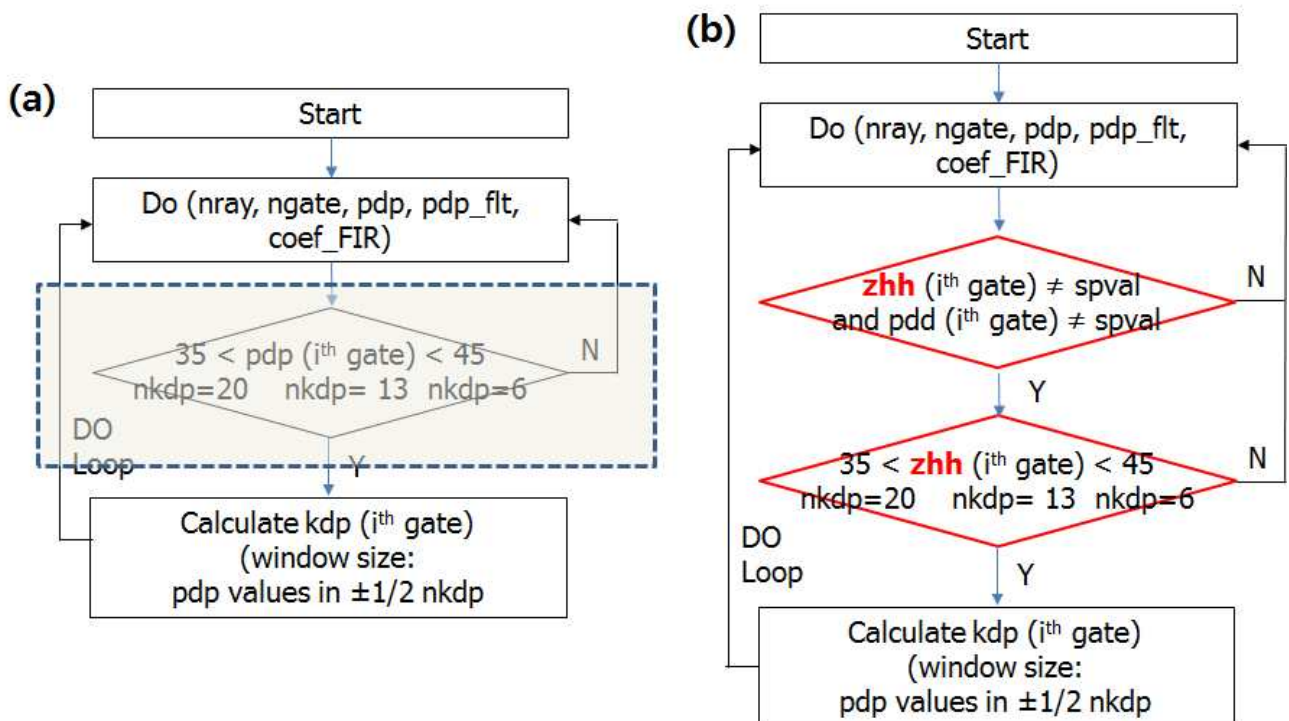 (a)
Start
Do (nray, ngate, pdp, pdp_flt,
coef_FIR)
35 < pdp (iᵗʰ gate) < 45
nkdp=20 nkdp= 13 nkdp=6
N
DO
Loop
Y
Calculate kdp (iᵗʰ gate)
(window size:
pdp values in ±1/2 nkdp
(b)
Start
Do (nray, ngate, pdp, pdp_flt,
coef_FIR)
zhh (iᵗʰ gate) ≠ spval
and pdd (iᵗʰ gate) ≠ spval
N
Y
35 < zhh (iᵗʰ gate) < 45
nkdp=20 nkdp= 13 nkdp=6
N
DO
Loop
Y
Calculate kdp (iᵗʰ gate)
(window size:
pdp values in ±1/2 nkdp